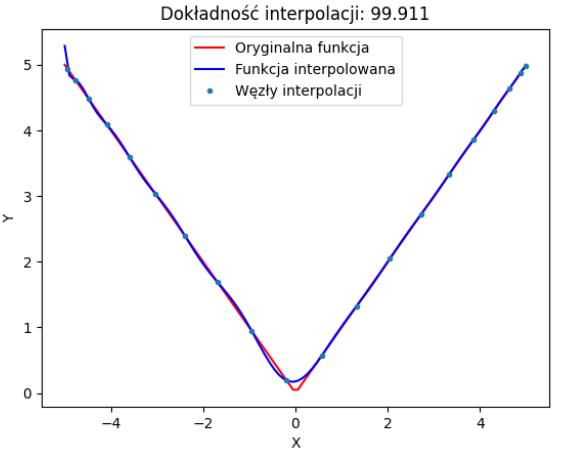 Dokładność interpolacji: 99.911
Oryginalna funkcja
Funkcja interpolowana
Węzły interpolacji
5
4
3
2
1
0
Y
−4
−2
0
2
4
X